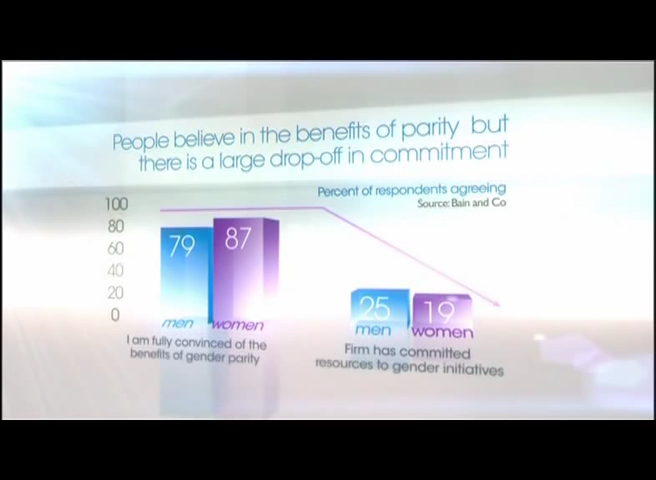 People believe in the benefits of parity but
there is a large drop-off in commitment
Percent of respondents agreeing
Source: Bain and Co
100
80
60
40
20
0
79
87
men
women
I am fully convinced of the
benefits of gender parity
25
19
men
women
Firm has committed
resources to gender initiatives